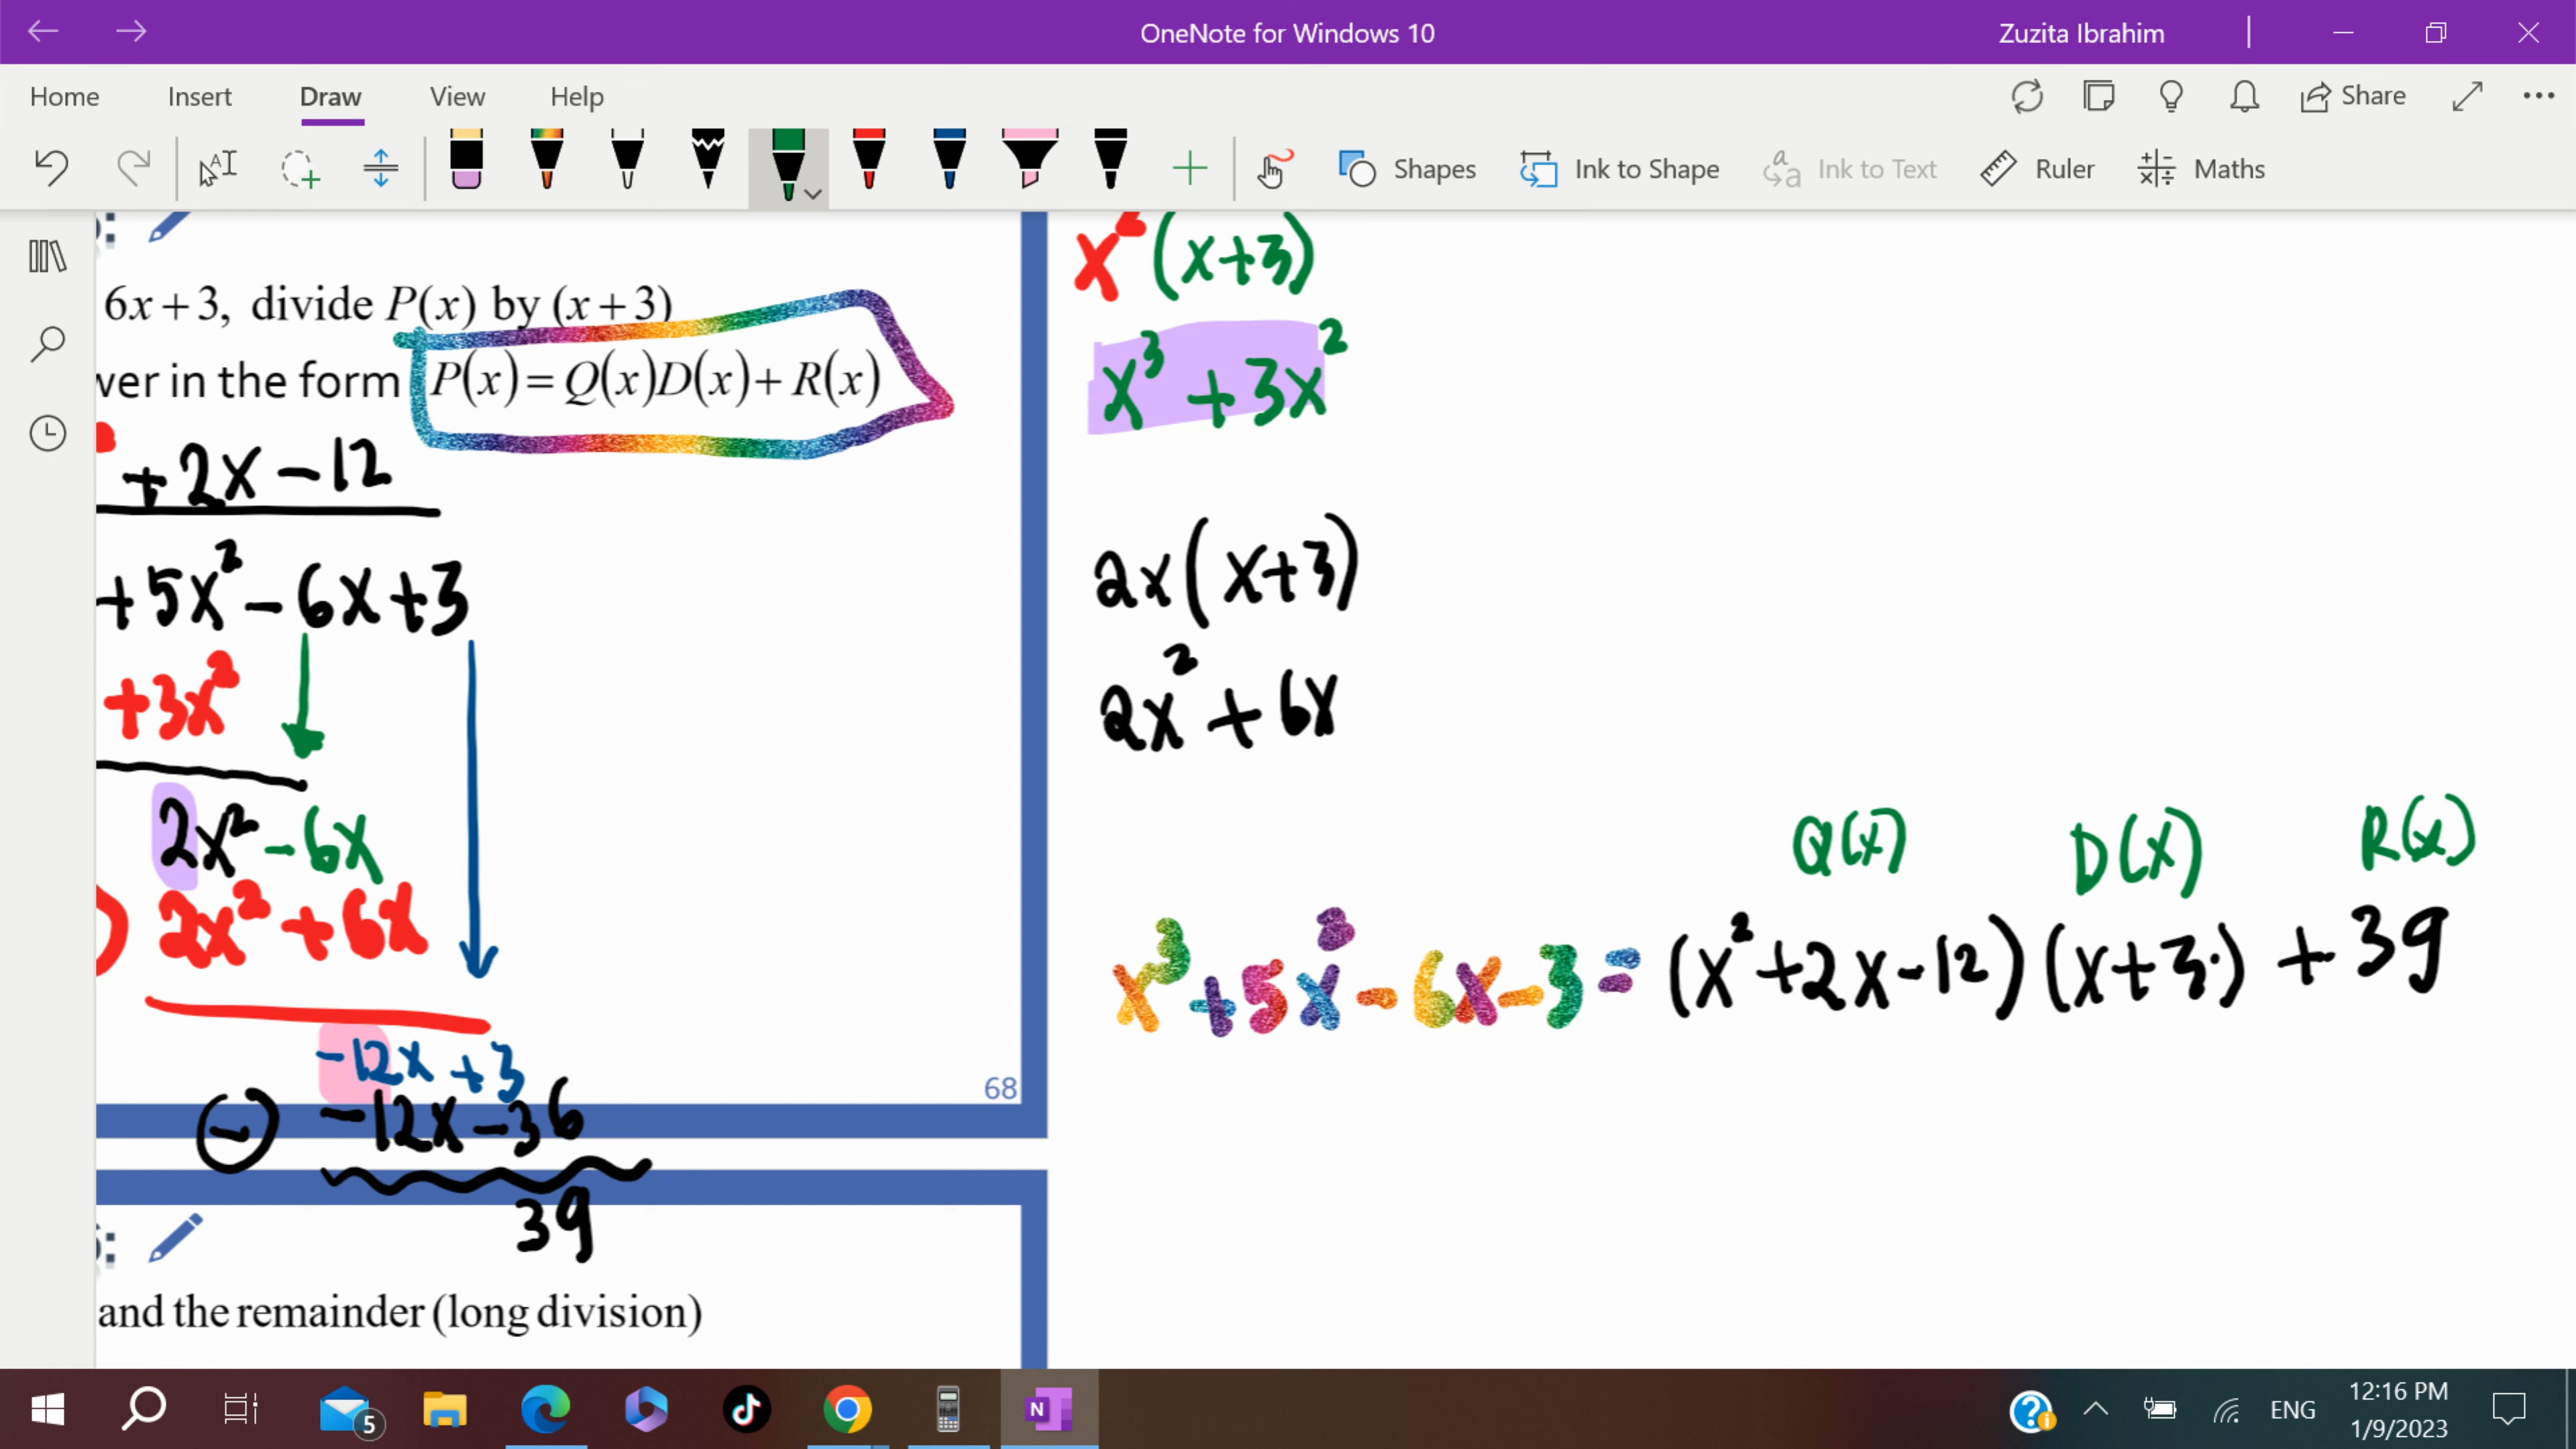 OneNote for Windows 10
Zuzita Ibrahim
Home Insert Draw View Help
Share
Shapes Ink to Shape Ink to Text Ruler Maths
6x+3, divide P(x) by (x+3)
wer in the form P(x)=Q(x)D(x)+R(x)
+2x-12
+5x²-6x+3
+3x²
2x²-6x
2x²+6x
-12x+3
-12x-36
39
68
and the remainder (long division)
x²(x+3)
x³+3x²
2x(x+3)
2x²+6x
Q(x) D(x) R(x)
x³+5x²-6x-3=(x²+2x-12)(x+3)+39
5
ENG
12:16 PM
1/9/2023